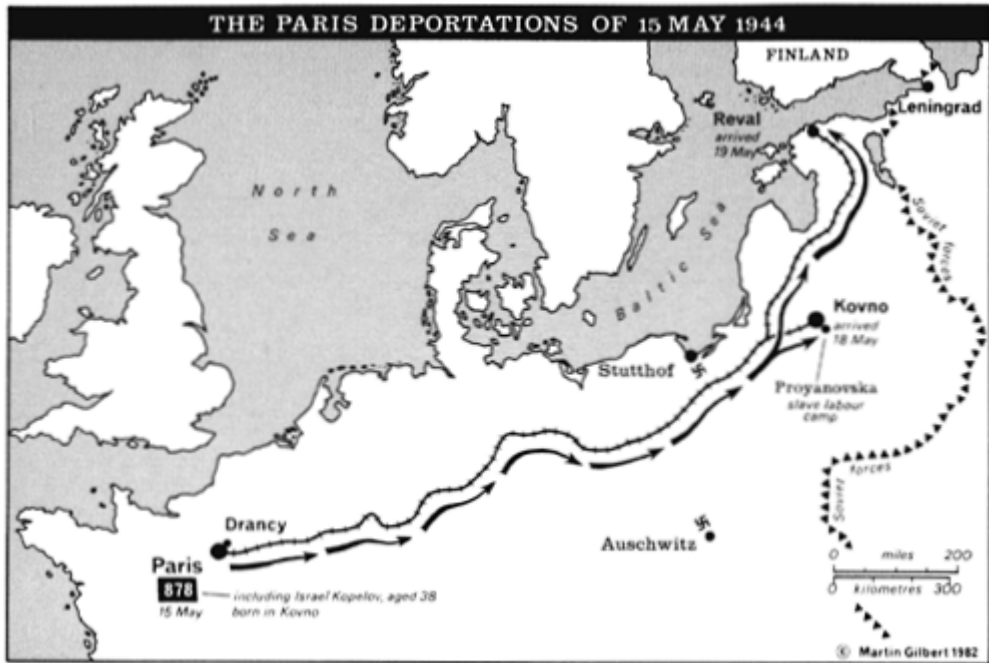 THE PARIS DEPORTATIONS OF 15 MAY 1944
FINLAND
Leningrad
Reval
arrived
19 May
North
Sea
Baltic Sea
Soviet forces
Kovno
arrived
18 May
Stutthof
Proyanovska
slave labour
camp
Soviet forces
Drancy
Auschwitz
Paris
878
15 May
including Israel Kopelov, aged 38
born in Kovno
0 miles 200
0 kilometres 300
© Martin Gilbert 1982